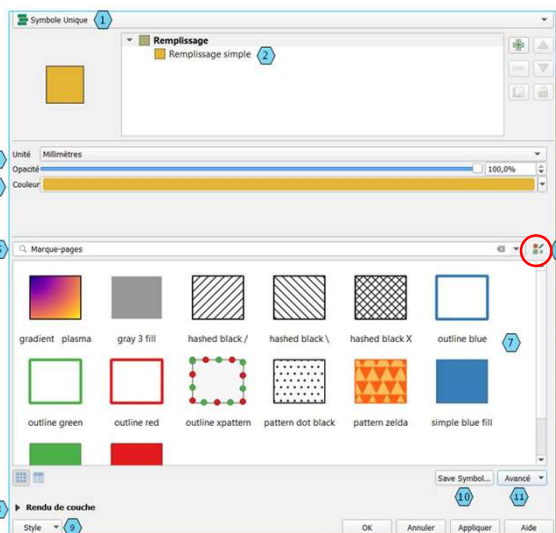 Symbole Unique 1
Remplissage
Remplissage simple 2
Unité Millimètres
Opacité 100,0%
Couleur
Marque-pages
gradient plasma gray 3 fill hashed black / hashed black \ hashed black X outline blue
7
outline green outline red outline xpattern pattern dot black pattern zelda simple blue fill
Save Symbol... Avancé
10 11
Rendu de couche
Style 9 OK Annuler Appliquer Aide